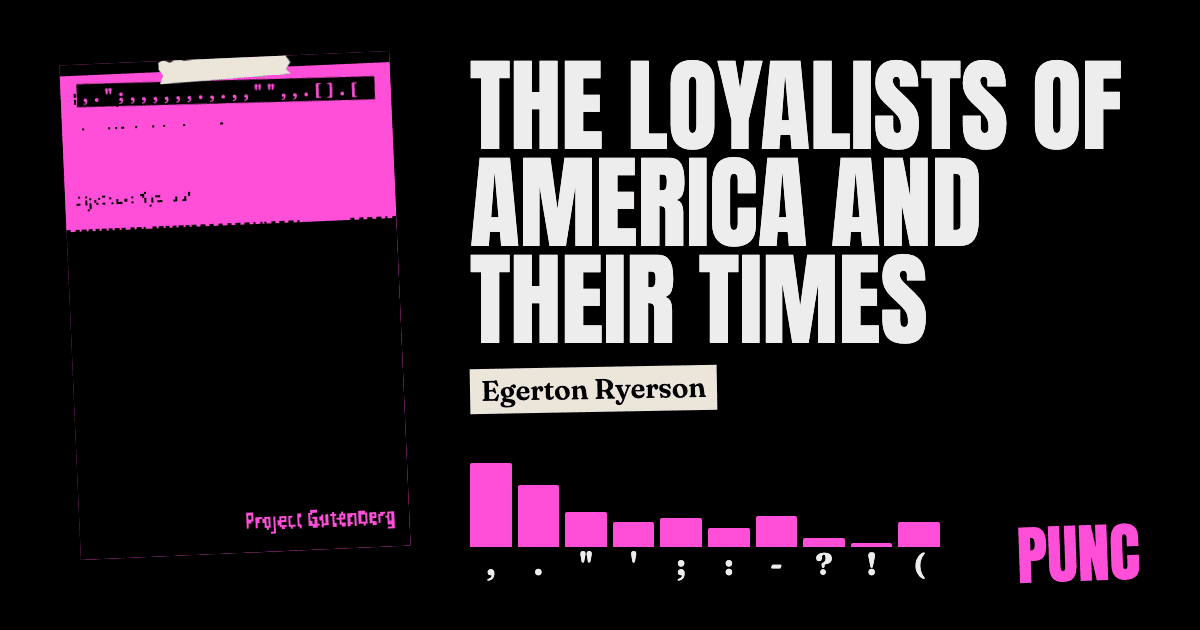 ,.";,,,,,,.,.,,"",,.[].[
Project Gutenberg
THE LOYALISTS OF
AMERICA AND
THEIR TIMES
Egerton Ryerson
, . " ' ; : - ? ! (
PUNC